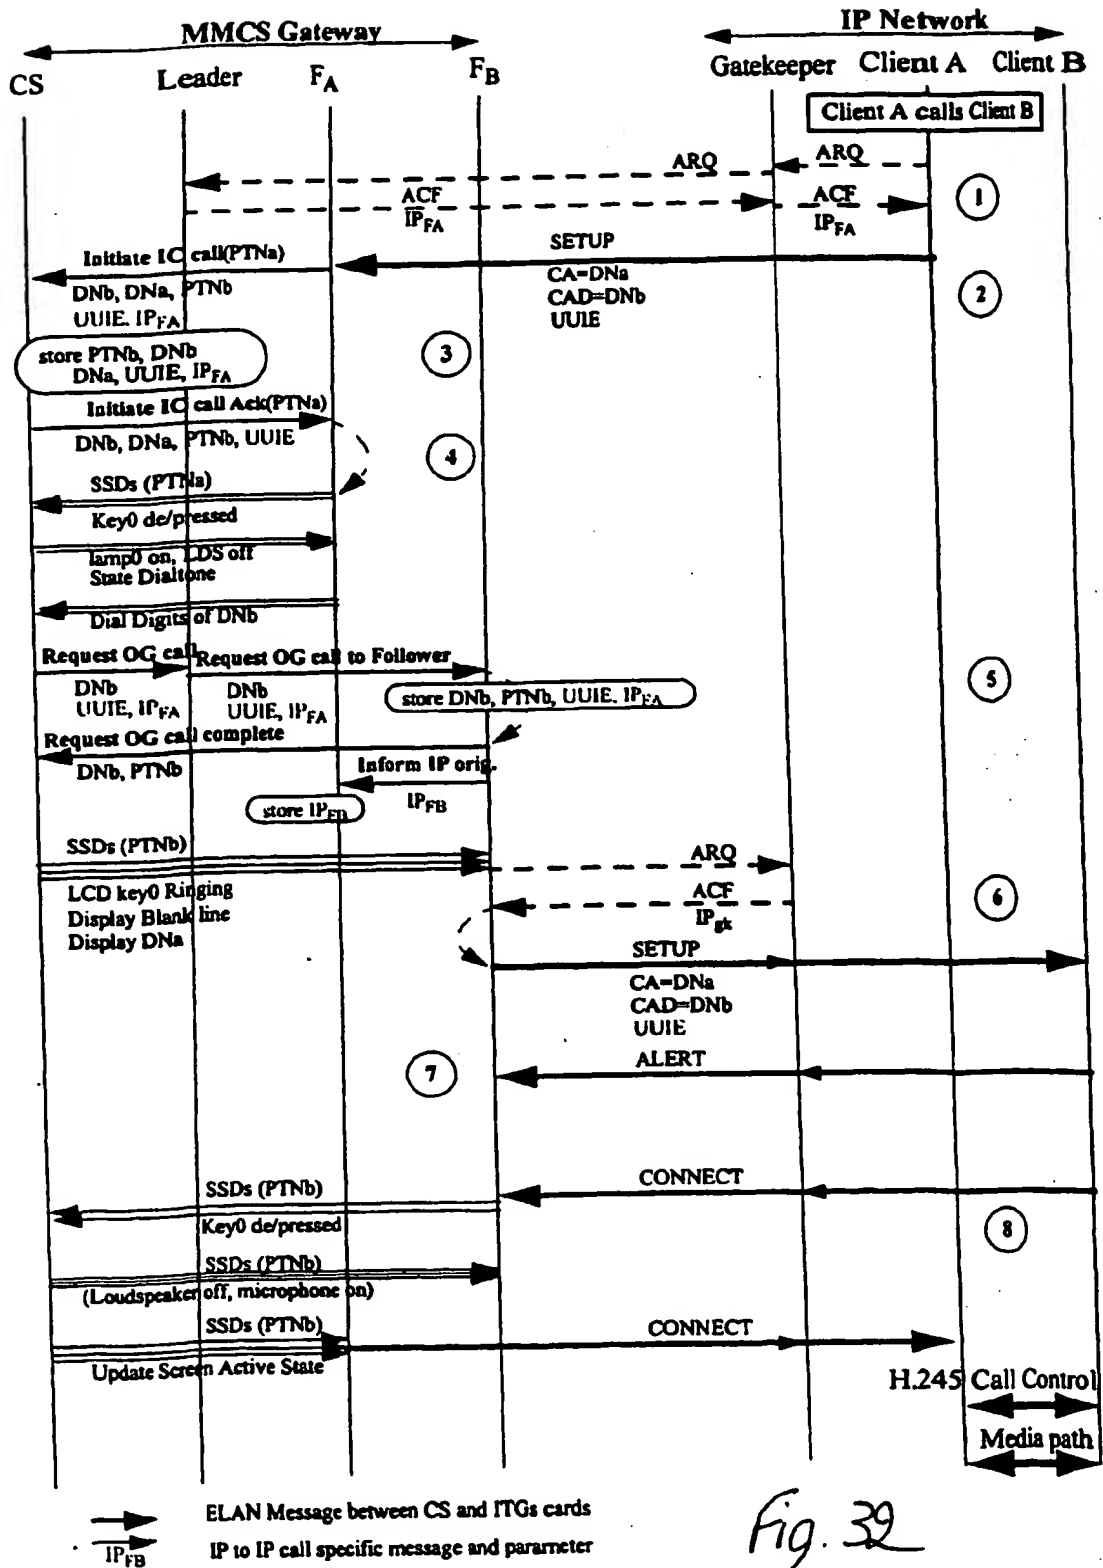 MMCS Gateway
IP Network
CS Leader FA FB Gatekeeper Client A Client B
Client A calls Client B
ARQ ARQ
ACF ACF
IPFA IPFA
1
SETUP
Initiate IC call(PTNa)
CA=DNa
DNb, DNa, PTNb
CAD=DNb
2
UUIE. IPFA
UUIE
store PTNb, DNb
DNa, UUIE, IPFA
3
Initiate IC call Ack(PTNa)
DNb, DNa, PTNb, UUIE
4
SSDs (PTNa)
Key0 de/pressed
lamp0 on, LDS off
State Dialtone
Dial Digits of DNb
Request OG call Request OG call to Follower
DNb DNb
UUIE, IPFA UUIE, IPFA
5
store DNb, PTNb, UUIE. IPFA
Request OG call complete
DNb, PTNb
Inform IP orig.
IPFB
store IPFB
SSDs (PTNb)
ARQ
LCD key0 Ringing
Display Blank line
Display DNa
ACF
IPgk
6
SETUP
CA=DNa
CAD=DNb
UUIE
7
ALERT
CONNECT
SSDs (PTNb)
Key0 de/pressed
8
SSDs (PTNb)
(Loudspeaker off, microphone on)
SSDs (PTNb)
CONNECT
Update Screen Active State
H.245 Call Control
Media path
ELAN Message between CS and ITGs cards
IPFB IP to IP call specific message and parameter
Fig. 32